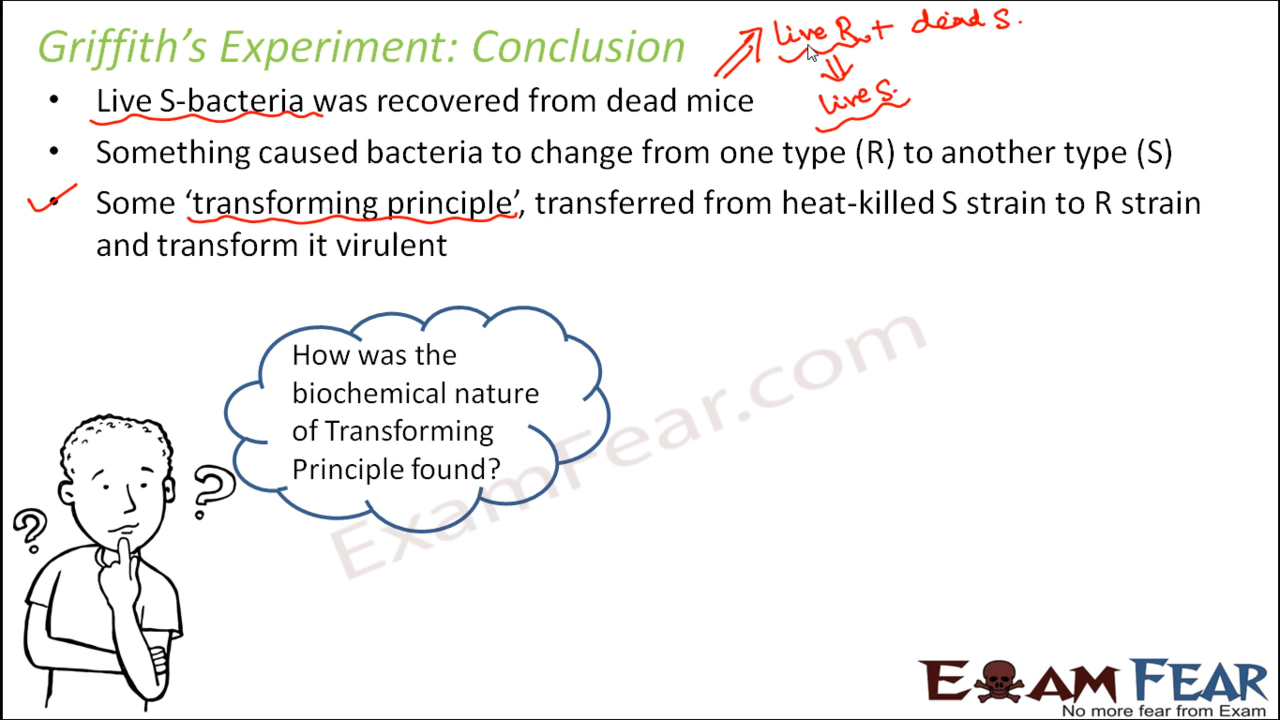 Griffith's Experiment: Conclusion
live R + dead S.
live S.
• Live S-bacteria was recovered from dead mice
• Something caused bacteria to change from one type (R) to another type (S)
• Some ‘transforming principle’, transferred from heat-killed S strain to R strain
and transform it virulent
How was the
biochemical nature
of Transforming
Principle found?
? ?
ExamFear.com
EXAM FEAR
No more fear from Exam